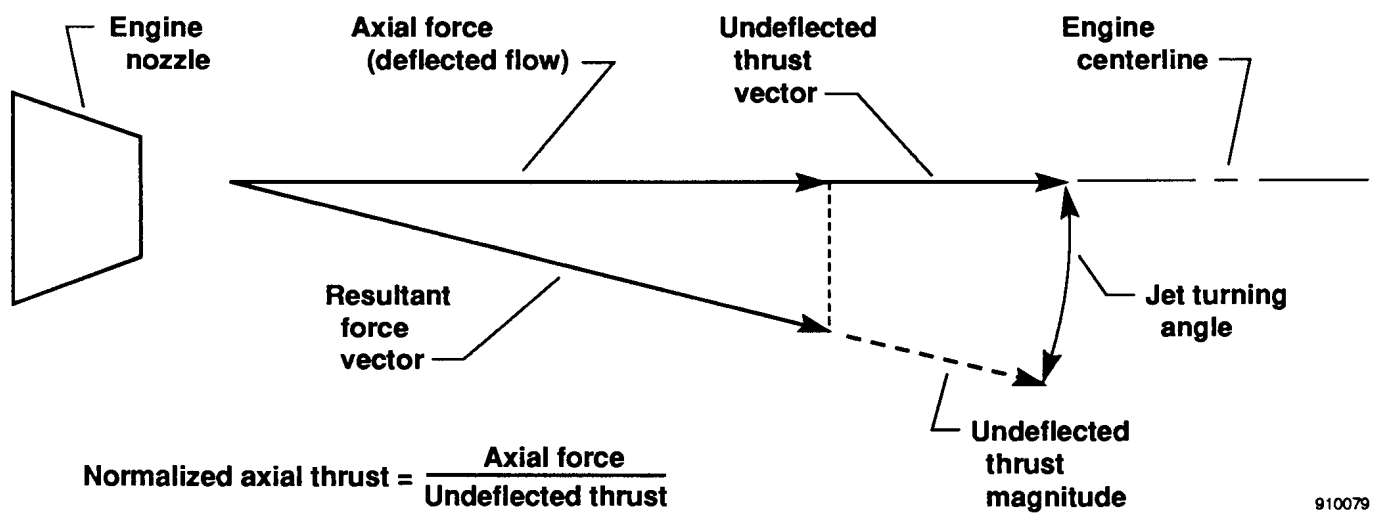 Engine
nozzle
Axial force
(deflected flow)
Undeflected
thrust
vector
Engine
centerline
Resultant
force
vector
Jet turning
angle
Undeflected
thrust
magnitude
Normalized axial thrust = Axial force
Undeflected thrust
910079